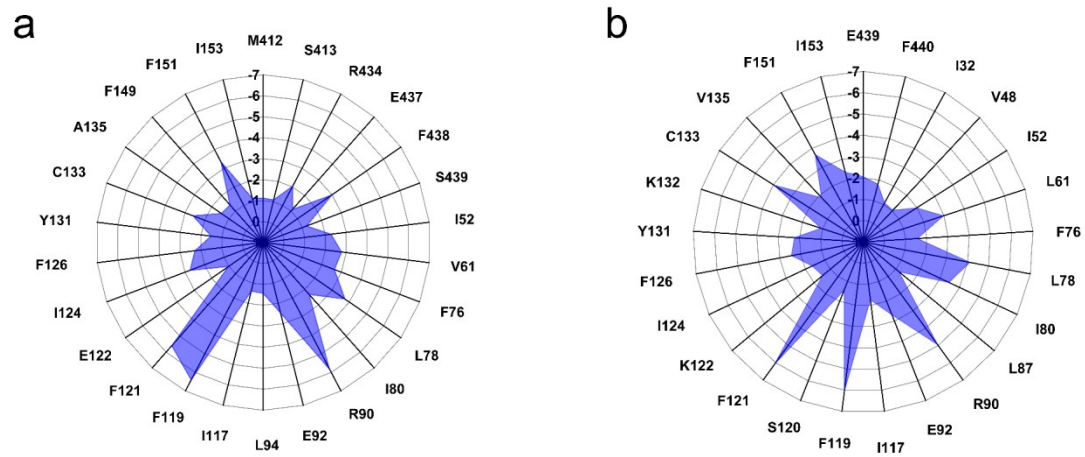 a
M412
S413
R434
E437
F438
S439
I52
V61
F76
L78
I80
R90
E92
L94
I117
F119
F121
E122
I124
F126
Y131
C133
A135
F149
F151
I153
-7
-6
-5
-4
-3
-2
-1
0
b
E439
F440
I32
V48
I52
L61
F76
L78
I80
L87
R90
E92
I117
F119
S120
F121
K122
I124
F126
Y131
K132
C133
V135
F151
I153
-7
-6
-5
-4
-3
-2
-1
0